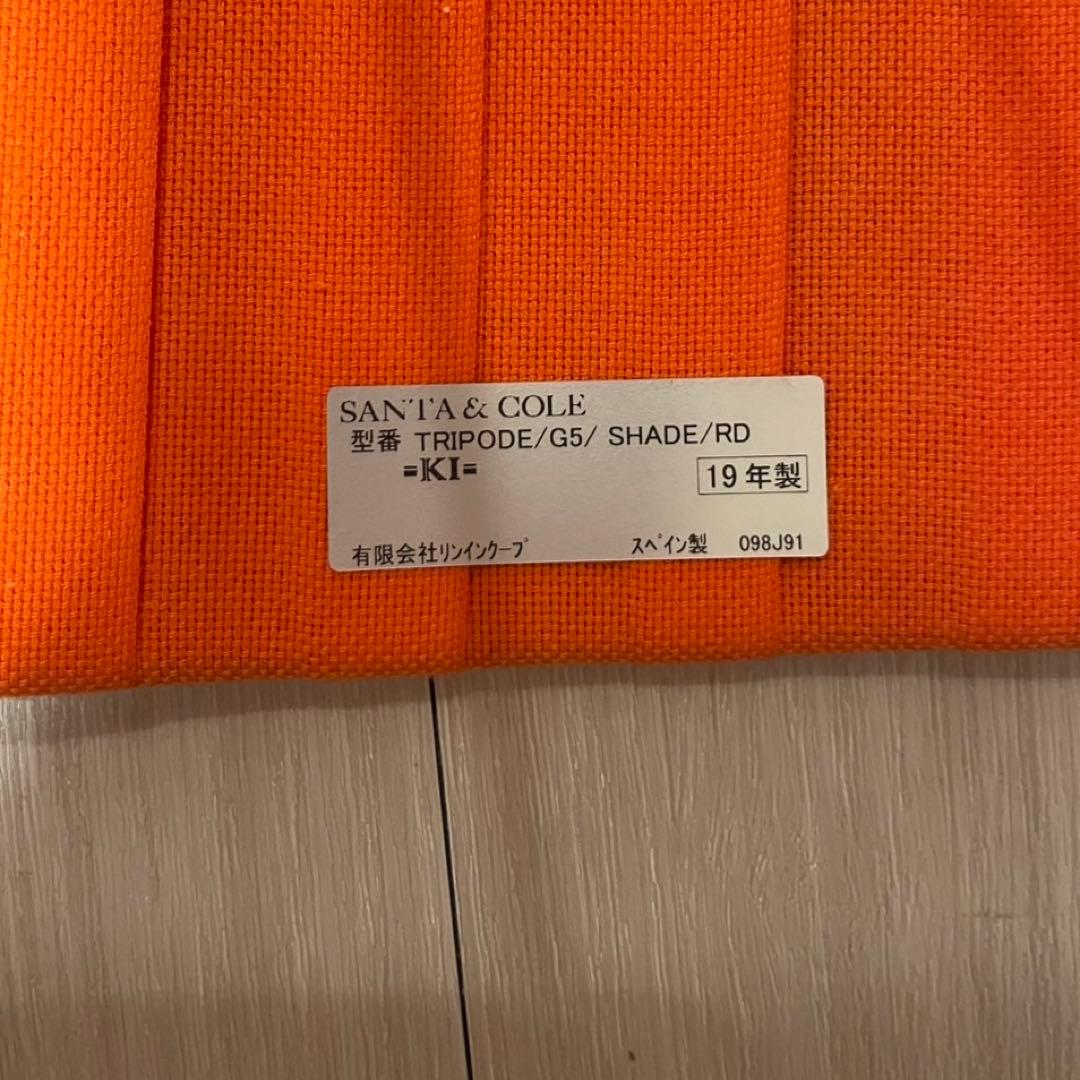 SANTA & COLE
型番 TRIPODE/G5/ SHADE/RD
=KI=
19年製
有限会社リンインクープ スペイン製 098J91